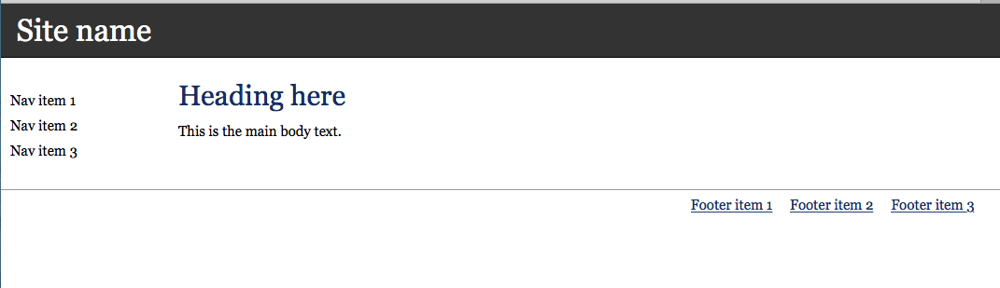 Site name
Nav item 1
Nav item 2
Nav item 3
Heading here
This is the main body text.
Footer item 1 Footer item 2 Footer item 3